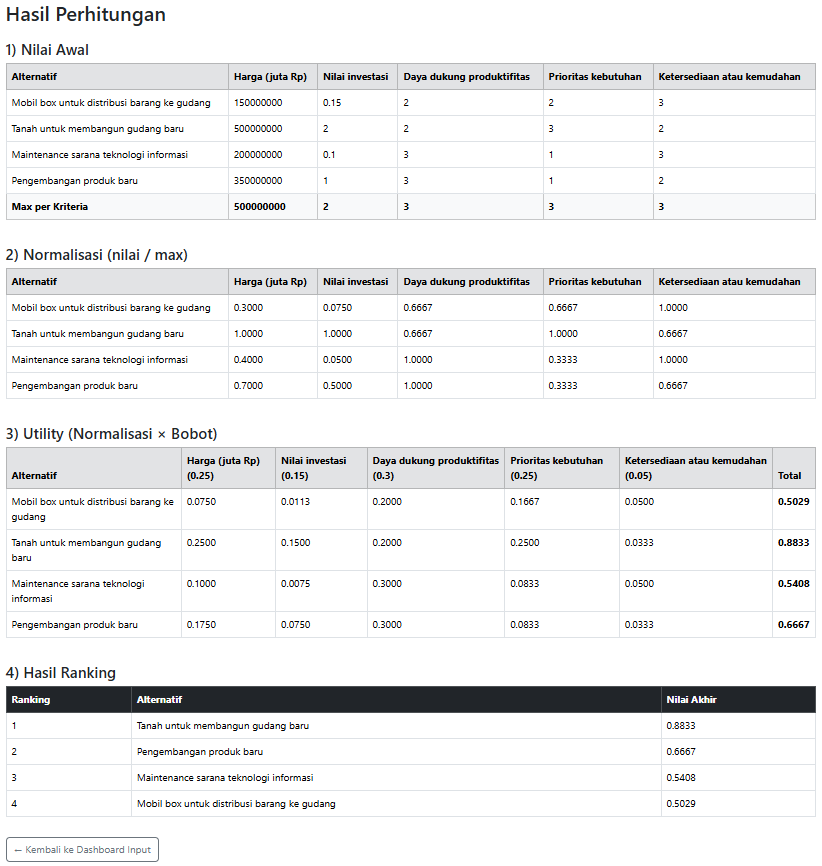 Hasil Perhitungan
1) Nilai Awal
Alternatif Harga (juta Rp) Nilai investasi Daya dukung produktifitas Prioritas kebutuhan Ketersediaan atau kemudahan
Mobil box untuk distribusi barang ke gudang 150000000 0.15 2 2 3
Tanah untuk membangun gudang baru 500000000 2 2 3 2
Maintenance sarana teknologi informasi 200000000 0.1 3 1 3
Pengembangan produk baru 350000000 1 3 1 2
Max per Kriteria 500000000 2 3 3 3
2) Normalisasi (nilai / max)
Alternatif Harga (juta Rp) Nilai investasi Daya dukung produktifitas Prioritas kebutuhan Ketersediaan atau kemudahan
Mobil box untuk distribusi barang ke gudang 0.3000 0.0750 0.6667 0.6667 1.0000
Tanah untuk membangun gudang baru 1.0000 1.0000 0.6667 1.0000 0.6667
Maintenance sarana teknologi informasi 0.4000 0.0500 1.0000 0.3333 1.0000
Pengembangan produk baru 0.7000 0.5000 1.0000 0.3333 0.6667
3) Utility (Normalisasi × Bobot)
Harga (juta Rp) Nilai investasi Daya dukung produktifitas Prioritas kebutuhan Ketersediaan atau kemudahan
Alternatif (0.25) (0.15) (0.3) (0.25) (0.05) Total
Mobil box untuk distribusi barang ke 0.0750 0.0113 0.2000 0.1667 0.0500 0.5029
gudang
Tanah untuk membangun gudang 0.2500 0.1500 0.2000 0.2500 0.0333 0.8833
baru
Maintenance sarana teknologi 0.1000 0.0075 0.3000 0.0833 0.0500 0.5408
informasi
Pengembangan produk baru 0.1750 0.0750 0.3000 0.0833 0.0333 0.6667
4) Hasil Ranking
Ranking Alternatif Nilai Akhir
1 Tanah untuk membangun gudang baru 0.8833
2 Pengembangan produk baru 0.6667
3 Maintenance sarana teknologi informasi 0.5408
4 Mobil box untuk distribusi barang ke gudang 0.5029
← Kembali ke Dashboard Input